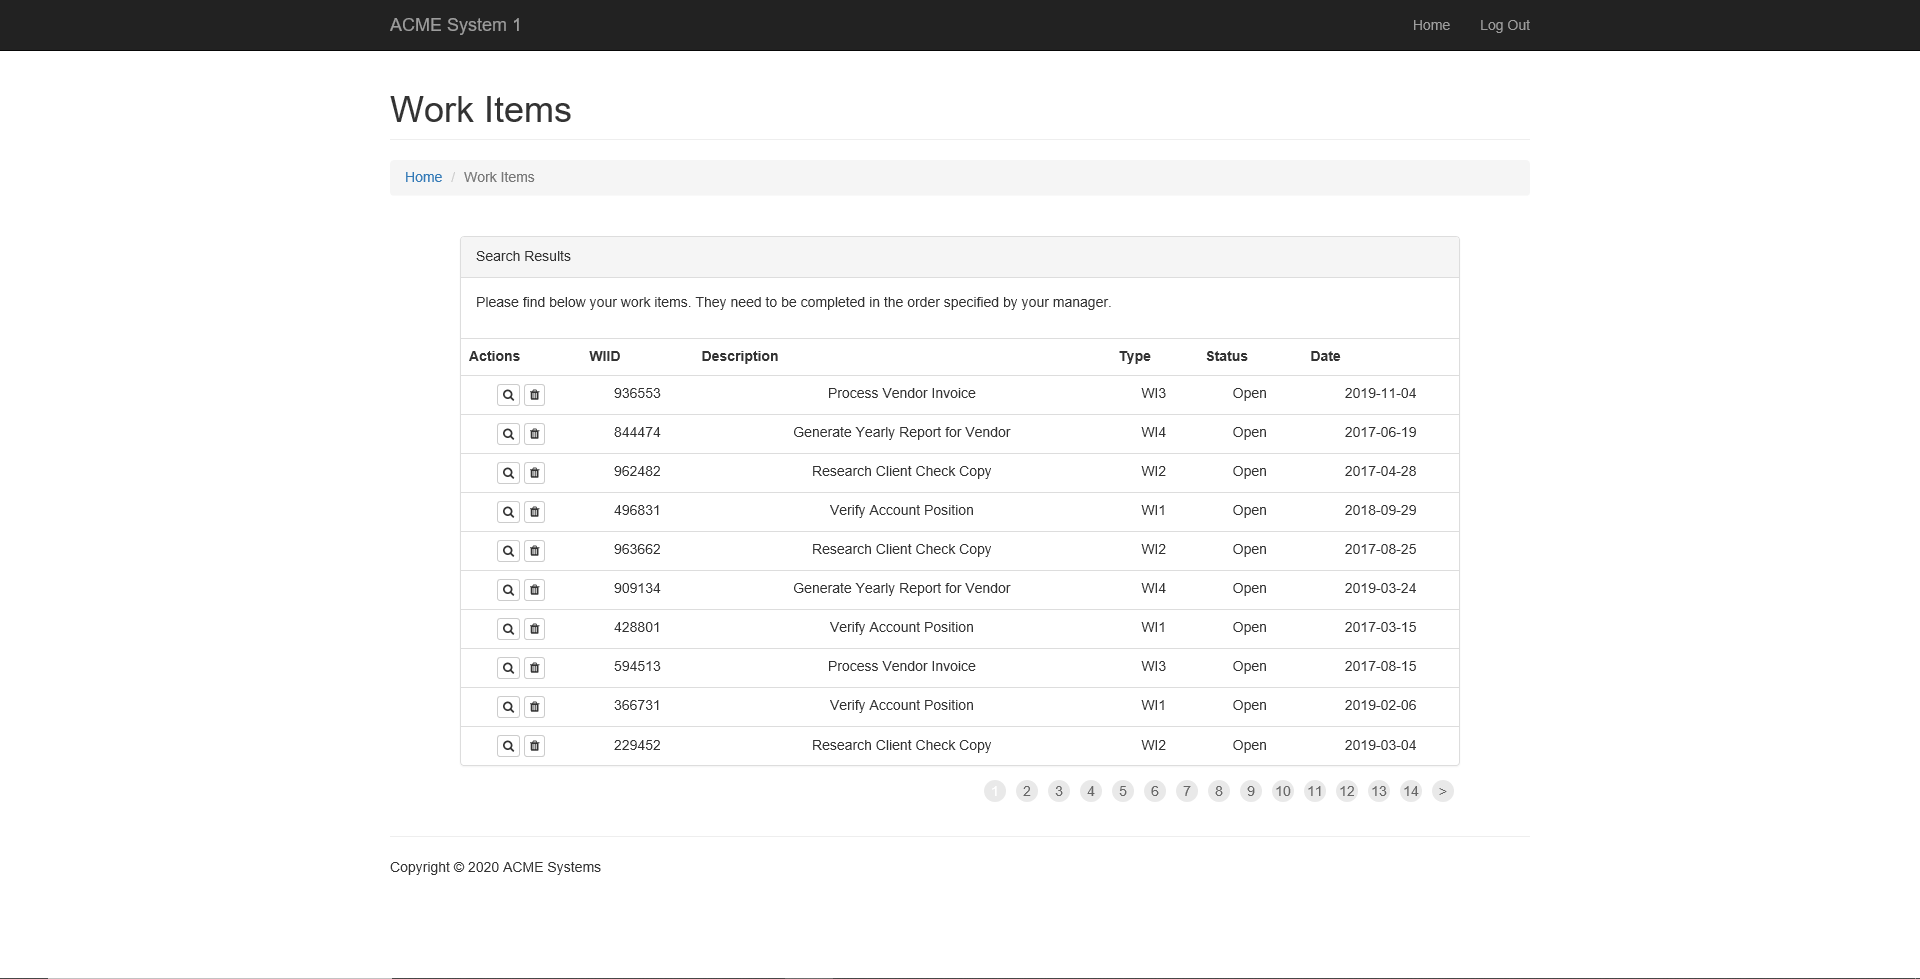 ACME System 1 Home Log Out
Work Items
Home / Work Items
Search Results
Please find below your work items. They need to be completed in the order specified by your manager.
Actions WIID Description Type Status Date
936553 Process Vendor Invoice WI3 Open 2019-11-04
844474 Generate Yearly Report for Vendor WI4 Open 2017-06-19
962482 Research Client Check Copy WI2 Open 2017-04-28
496831 Verify Account Position WI1 Open 2018-09-29
963662 Research Client Check Copy WI2 Open 2017-08-25
909134 Generate Yearly Report for Vendor WI4 Open 2019-03-24
428801 Verify Account Position WI1 Open 2017-03-15
594513 Process Vendor Invoice WI3 Open 2017-08-15
366731 Verify Account Position WI1 Open 2019-02-06
229452 Research Client Check Copy WI2 Open 2019-03-04
1 2 3 4 5 6 7 8 9 10 11 12 13 14 >
Copyright © 2020 ACME Systems